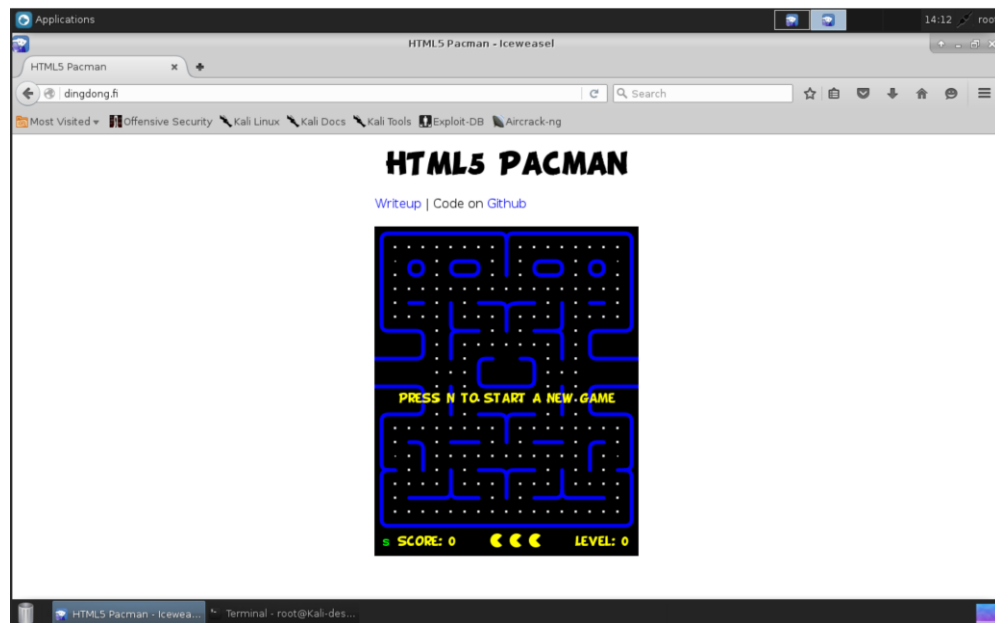 Applications
14:12 root
HTML5 Pacman - Iceweasel
HTML5 Pacman
dingdong.fi
Search
Most Visited Offensive Security Kali Linux Kali Docs Kali Tools Exploit-DB Aircrack-ng
HTML5 PACMAN
Writeup | Code on Github
PRESS N TO START A NEW GAME
s SCORE: 0 LEVEL: 0
HTML5 Pacman - Icewea... Terminal - root@Kali-des...